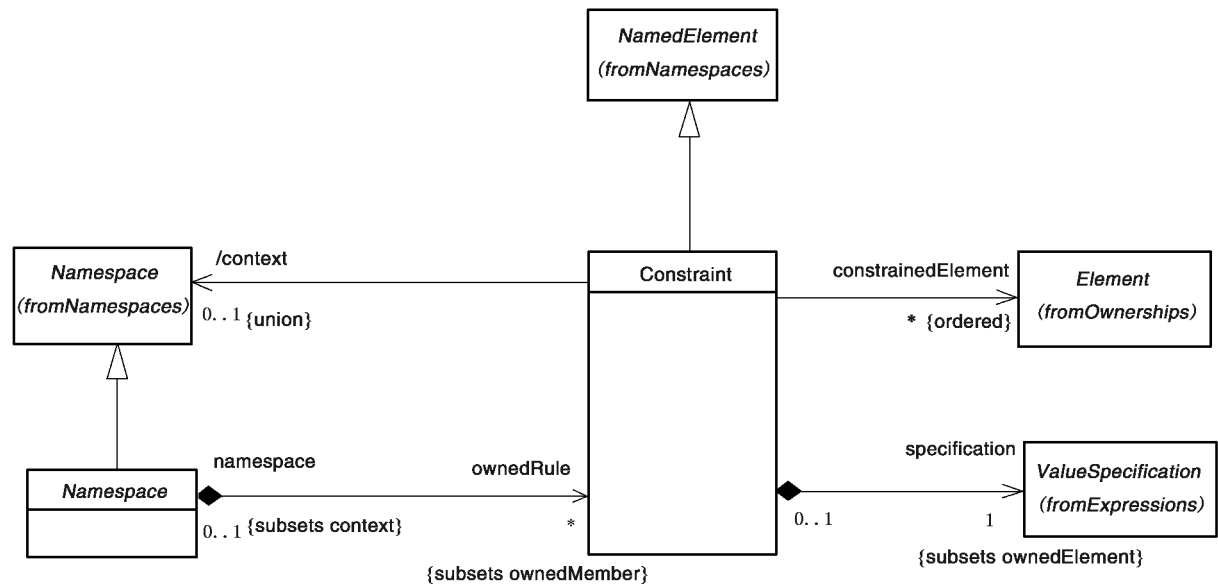 NamedElement
(fromNamespaces)
Namespace
(fromNamespaces)
/context
0..1 {union}
Constraint
constrainedElement
* {ordered}
Element
(fromOwnerships)
Namespace
namespace
0..1 {subsets context}
ownedRule
*
{subsets ownedMember}
specification
0..1
1
{subsets ownedElement}
ValueSpecification
(fromExpressions)